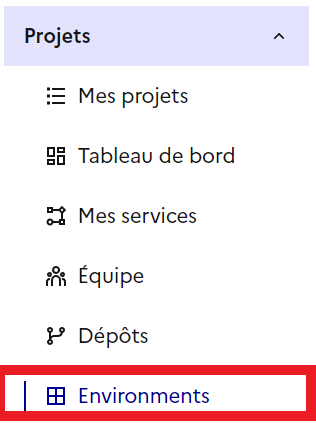 Projets
Mes projets
Tableau de bord
Mes services
Équipe
Dépôts
Environments